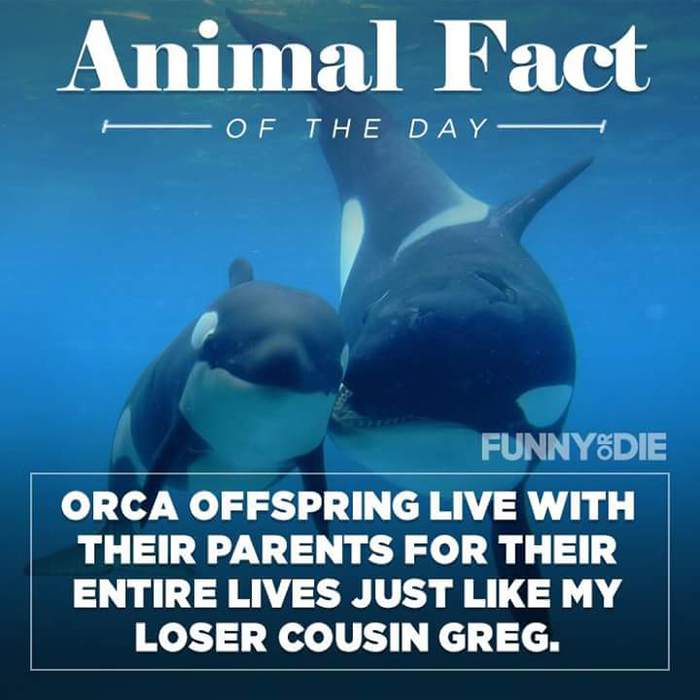 Animal Fact
OF THE DAY
FUNNY OR DIE
ORCA OFFSPRING LIVE WITH
THEIR PARENTS FOR THEIR
ENTIRE LIVES JUST LIKE MY
LOSER COUSIN GREG.